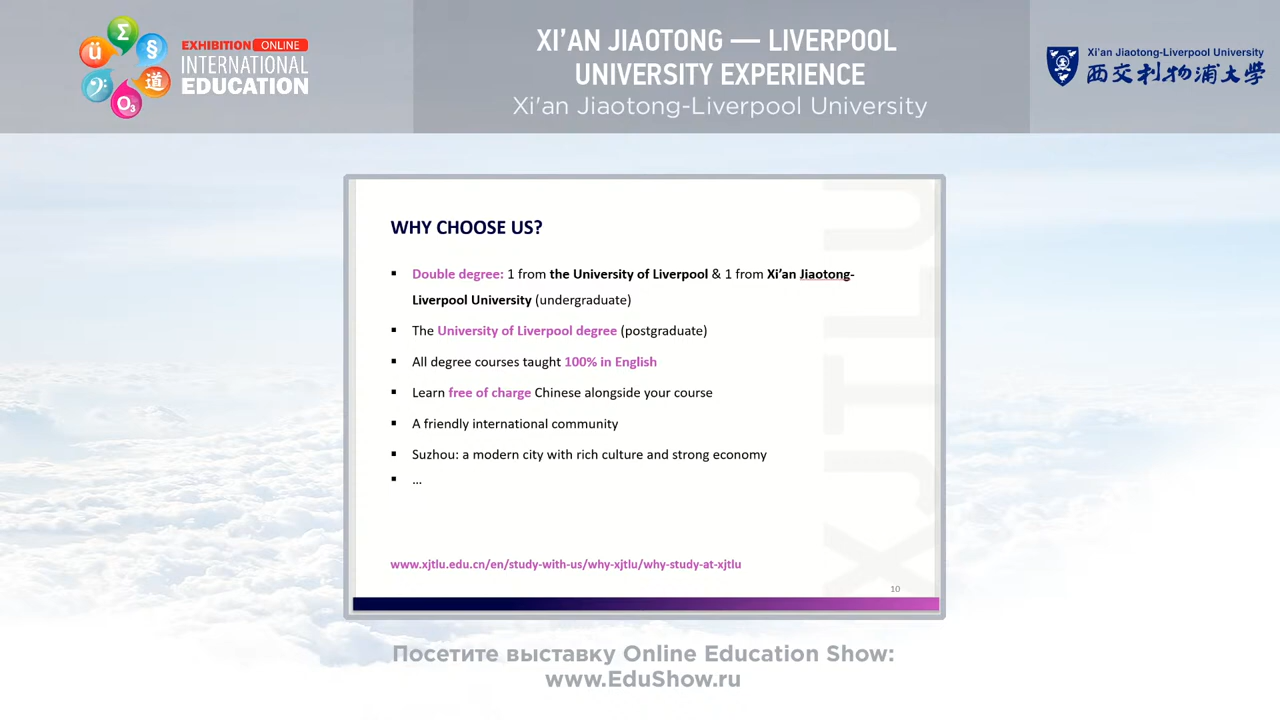 ü
Σ
§
道
O₃
EXHIBITION ONLINE
INTERNATIONAL
EDUCATION
XI'AN JIAOTONG — LIVERPOOL
UNIVERSITY EXPERIENCE
Xi'an Jiaotong-Liverpool University
Xi'an Jiaotong-Liverpool University
西交利物浦大学
WHY CHOOSE US?
▪ Double degree: 1 from the University of Liverpool & 1 from Xi'an Jiaotong-
Liverpool University (undergraduate)
▪ The University of Liverpool degree (postgraduate)
▪ All degree courses taught 100% in English
▪ Learn free of charge Chinese alongside your course
▪ A friendly international community
▪ Suzhou: a modern city with rich culture and strong economy
▪ ...
www.xjtlu.edu.cn/en/study-with-us/why-xjtlu/why-study-at-xjtlu
10
XJTLU
Посетите выставку Online Education Show:
www.EduShow.ru